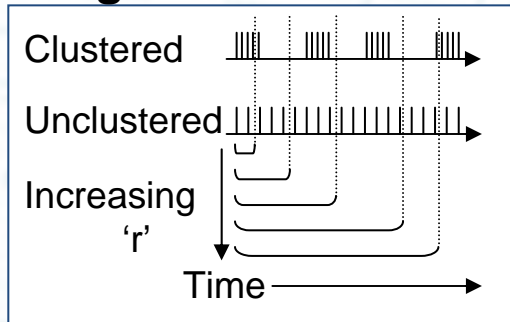 Clustered
Unclustered
Increasing
‘r’
Time